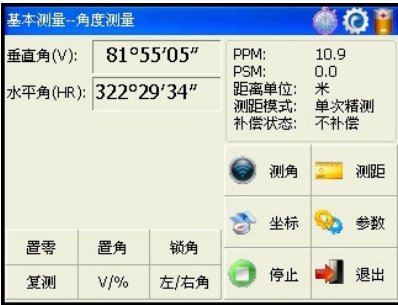 基本测量--角度测量
垂直角(V): 81°55′05″
水平角(HR): 322°29′34″
PPM: 10.9
PSM: 0.0
距离单位: 米
测距模式: 单次精测
补偿状态: 不补偿
测角 测距
坐标 参数
置零 置角 锁角
复测 V/% 左/右角
停止 退出